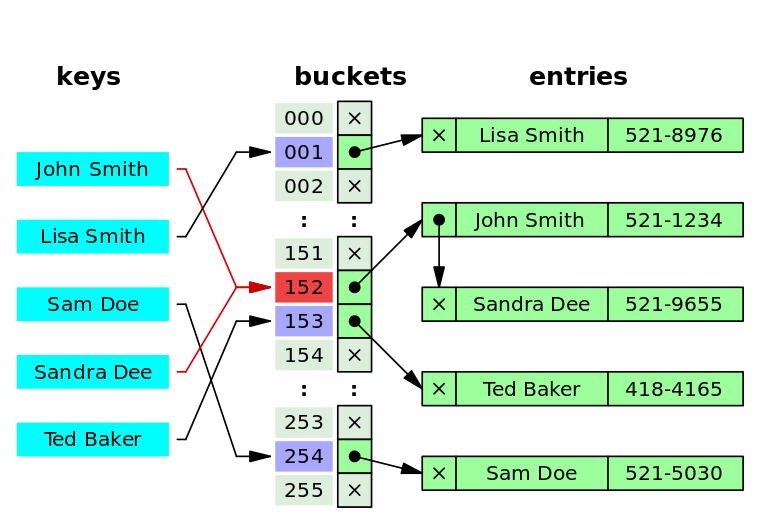 keys
buckets
entries
John Smith
Lisa Smith
Sam Doe
Sandra Dee
Ted Baker
000 ×
001
002 ×
: :
151 ×
152
153
154 ×
: :
253 ×
254
255 ×
× Lisa Smith 521-8976
John Smith 521-1234
× Sandra Dee 521-9655
× Ted Baker 418-4165
× Sam Doe 521-5030